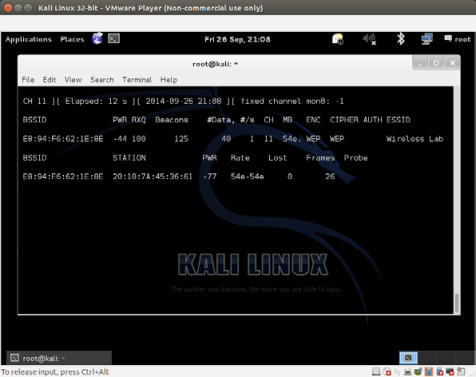 Kali Linux 32-bit - VMware Player (Non-commercial use only)
Applications Places Fri 26 Sep, 21:08 root
root@kali: ~
File Edit View Search Terminal Help
CH 11 ][ Elapsed: 12 s ][ 2014-09-26 21:08 ][ fixed channel mon0: -1
BSSID PWR RXQ Beacons #Data, #/s CH MB ENC CIPHER AUTH ESSID
E8:94:F6:62:1E:8E -44 100 125 40 1 11 54e. WEP WEP Wireless Lab
BSSID STATION PWR Rate Lost Frames Probe
E8:94:F6:62:1E:8E 20:10:7A:45:36:61 -77 54e-54e 0 26
KALI LINUX
The quieter you become, the more you are able to hear.
root@kali: ~
To release input, press Ctrl+Alt